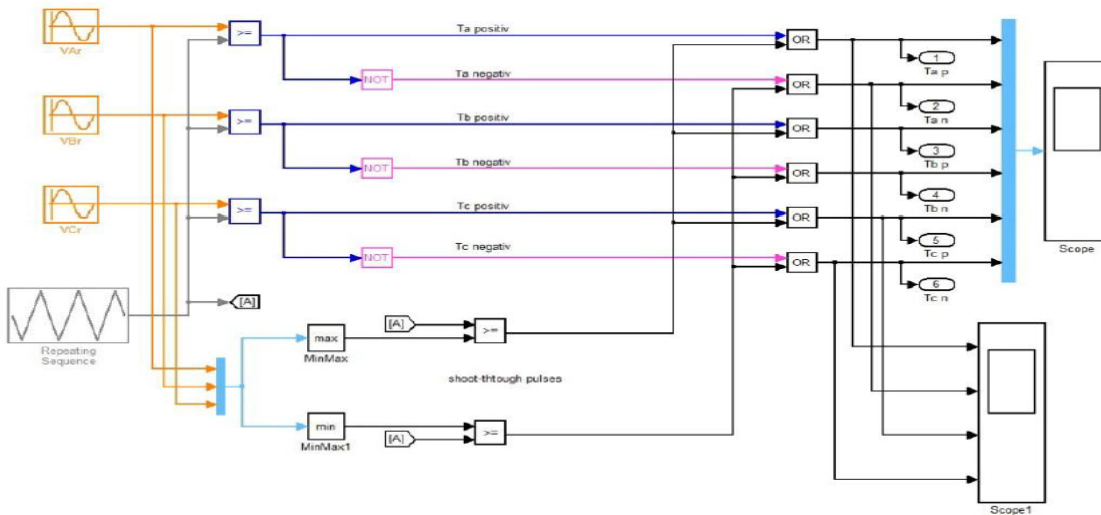 VAr
>=
Ta positiv
OR
1
Ta p
NOT
Ta negativ
OR
2
Ta n
VBr
>=
Tb positiv
OR
3
Tb p
NOT
Tb negativ
OR
4
Tb n
VCr
>=
Tc positiv
OR
5
Tc p
NOT
Tc negativ
OR
6
Tc n
Scope
[A]
Repeating
Sequence
max
MinMax
[A]
>=
shoot-thtough pulses
min
MinMax1
[A]
>=
Scope1